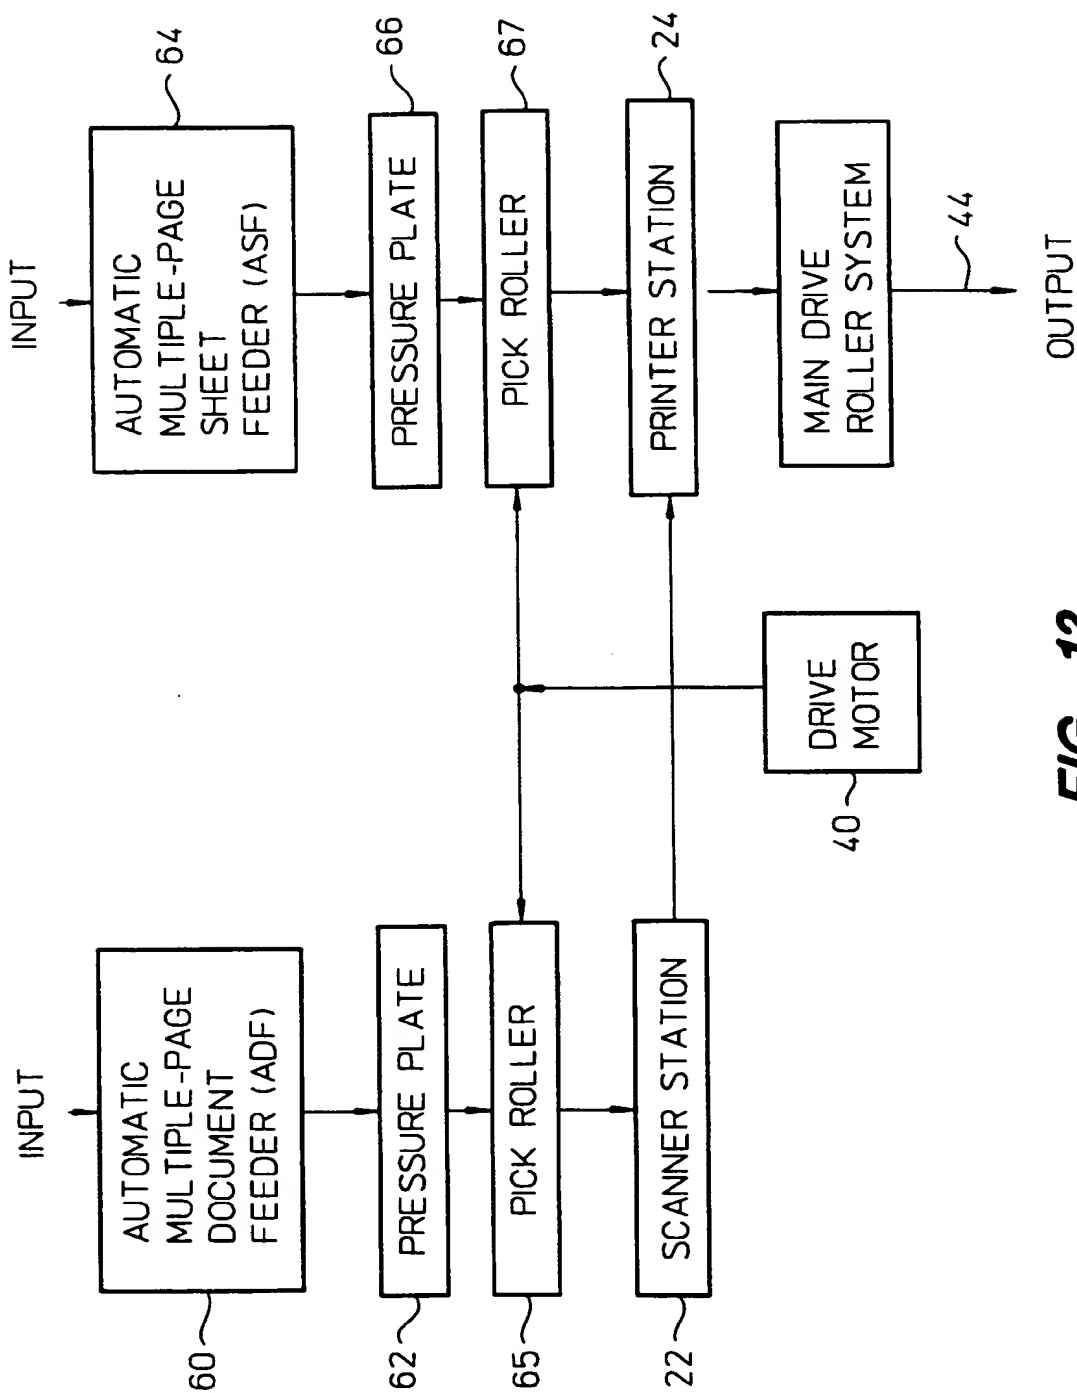 INPUT
AUTOMATIC
MULTIPLE-PAGE
DOCUMENT
FEEDER (ADF)
60
PRESSURE PLATE
62
PICK ROLLER
65
SCANNER STATION
22
DRIVE
MOTOR
40
INPUT
AUTOMATIC
MULTIPLE-PAGE
SHEET
FEEDER (ASF)
64
PRESSURE PLATE
66
PICK ROLLER
67
PRINTER STATION
24
MAIN DRIVE
ROLLER SYSTEM
44
OUTPUT
FIG.